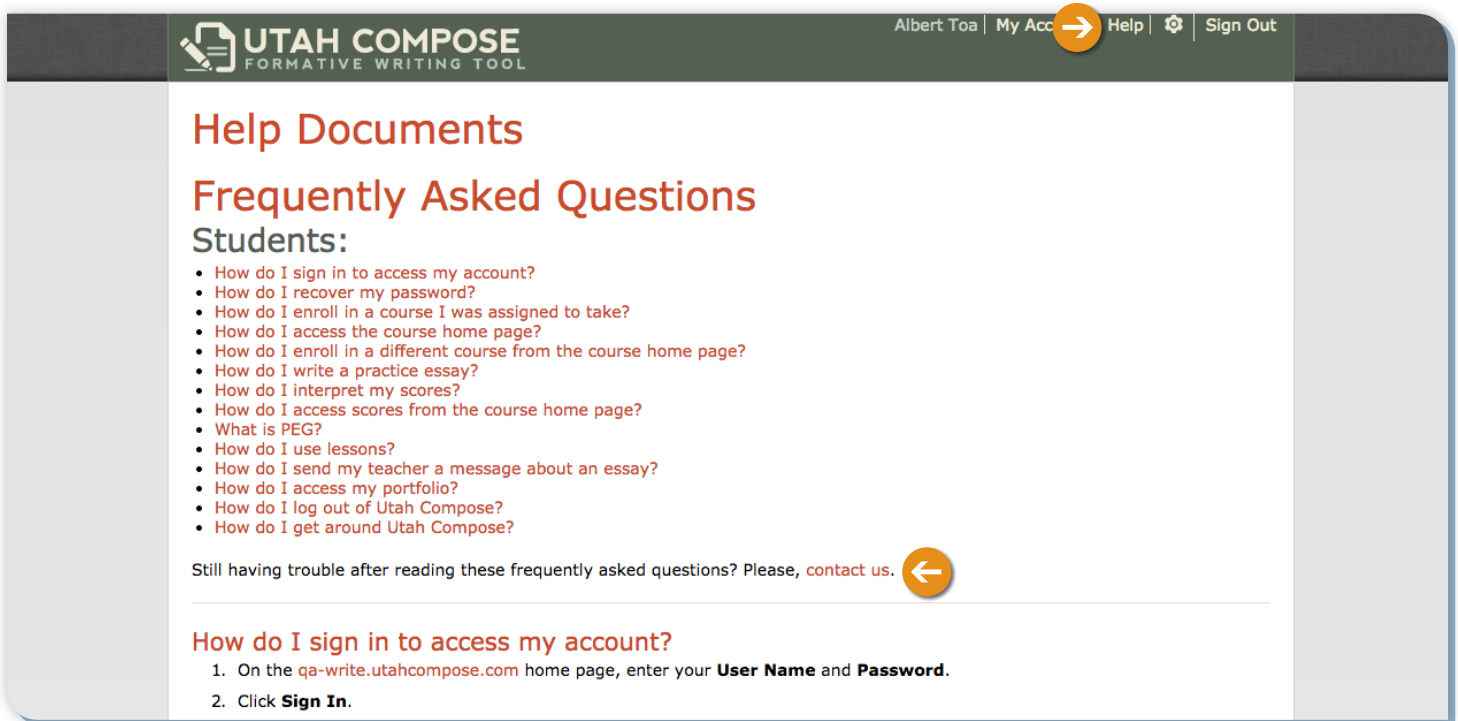 UTAH COMPOSE
FORMATIVE WRITING TOOL
Albert Toa | My Acc Help | | Sign Out
Help Documents
Frequently Asked Questions
Students:
• How do I sign in to access my account?
• How do I recover my password?
• How do I enroll in a course I was assigned to take?
• How do I access the course home page?
• How do I enroll in a different course from the course home page?
• How do I write a practice essay?
• How do I interpret my scores?
• How do I access scores from the course home page?
• What is PEG?
• How do I use lessons?
• How do I send my teacher a message about an essay?
• How do I access my portfolio?
• How do I log out of Utah Compose?
• How do I get around Utah Compose?
Still having trouble after reading these frequently asked questions? Please, contact us.
How do I sign in to access my account?
1. On the qa-write.utahcompose.com home page, enter your User Name and Password.
2. Click Sign In.